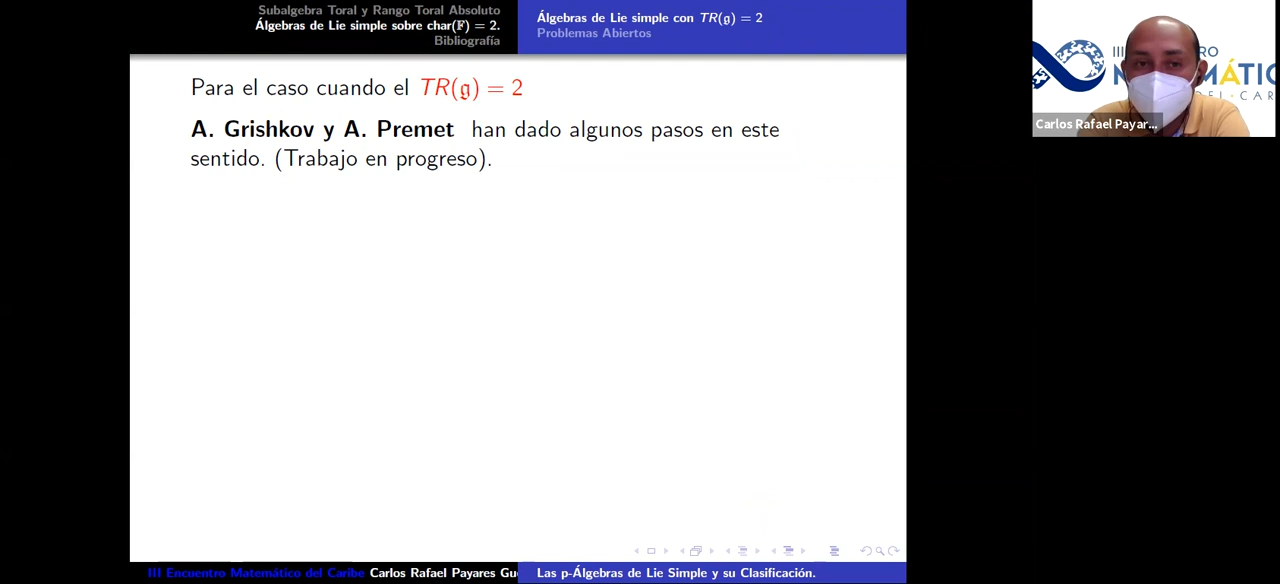 Subalgebra Toral y Rango Toral Absoluto
Álgebras de Lie simple sobre char(𝔽) = 2.
Bibliografía
Álgebras de Lie simple con TR(𝔤) = 2
Problemas Abiertos
Para el caso cuando el TR(𝔤) = 2
A. Grishkov y A. Premet han dado algunos pasos en este
sentido. (Trabajo en progreso).
III
RO
Carlos Rafael Payar...
III Encuentro Matemático del Caribe Carlos Rafael Payares Gu
Las p-Álgebras de Lie Simple y su Clasificación.